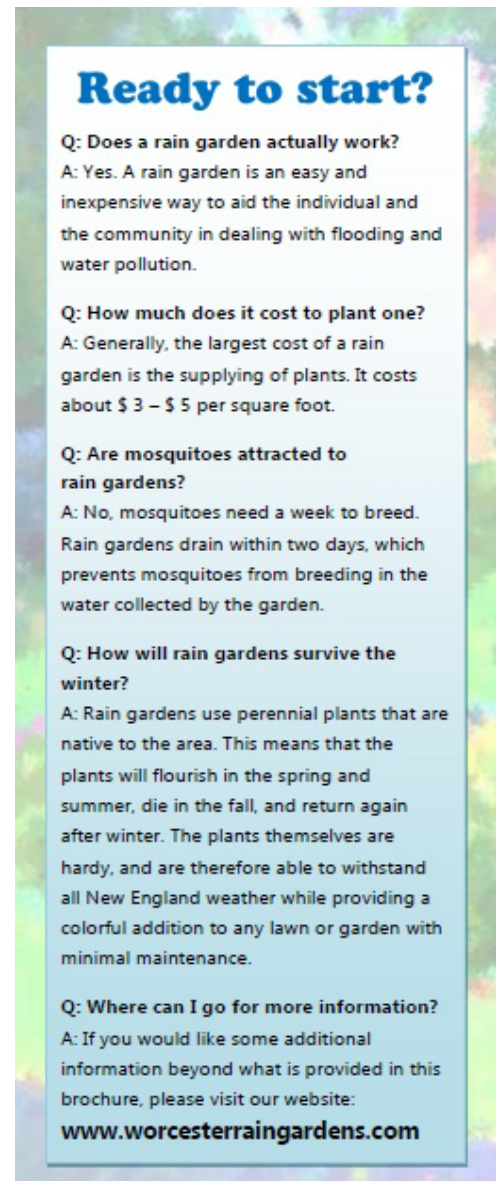 Ready to start?
Q: Does a rain garden actually work?
A: Yes. A rain garden is an easy and
inexpensive way to aid the individual and
the community in dealing with flooding and
water pollution.
Q: How much does it cost to plant one?
A: Generally, the largest cost of a rain
garden is the supplying of plants. It costs
about $ 3 – $ 5 per square foot.
Q: Are mosquitoes attracted to
rain gardens?
A: No, mosquitoes need a week to breed.
Rain gardens drain within two days, which
prevents mosquitoes from breeding in the
water collected by the garden.
Q: How will rain gardens survive the
winter?
A: Rain gardens use perennial plants that are
native to the area. This means that the
plants will flourish in the spring and
summer, die in the fall, and return again
after winter. The plants themselves are
hardy, and are therefore able to withstand
all New England weather while providing a
colorful addition to any lawn or garden with
minimal maintenance.
Q: Where can I go for more information?
A: If you would like some additional
information beyond what is provided in this
brochure, please visit our website:
www.worcesterraingardens.com